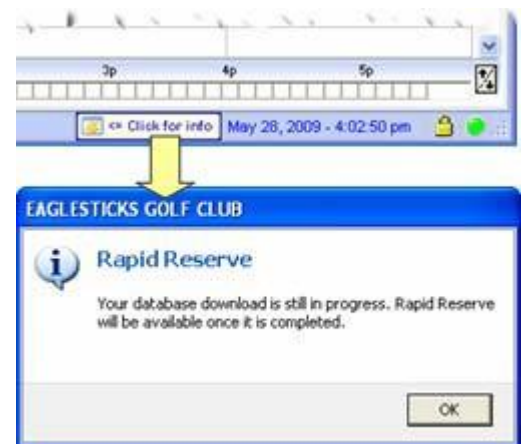 3p 4p 5p
<= Click for info May 28, 2009 - 4:02:50 pm
EAGLESTICKS GOLF CLUB
Rapid Reserve
Your database download is still in progress. Rapid Reserve
will be available once it is completed.
OK